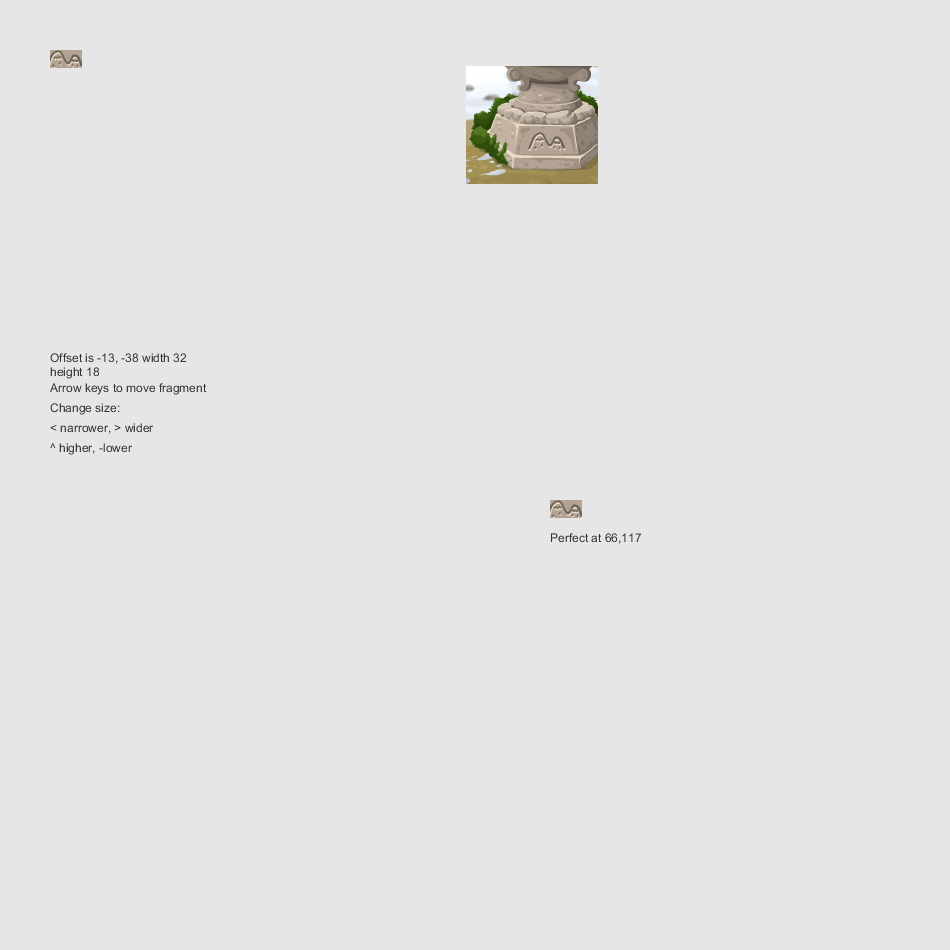 Offset is -13, -38 width 32
height 18
Arrow keys to move fragment
Change size:
< narrower, > wider
^ higher, -lower
Perfect at 66,117